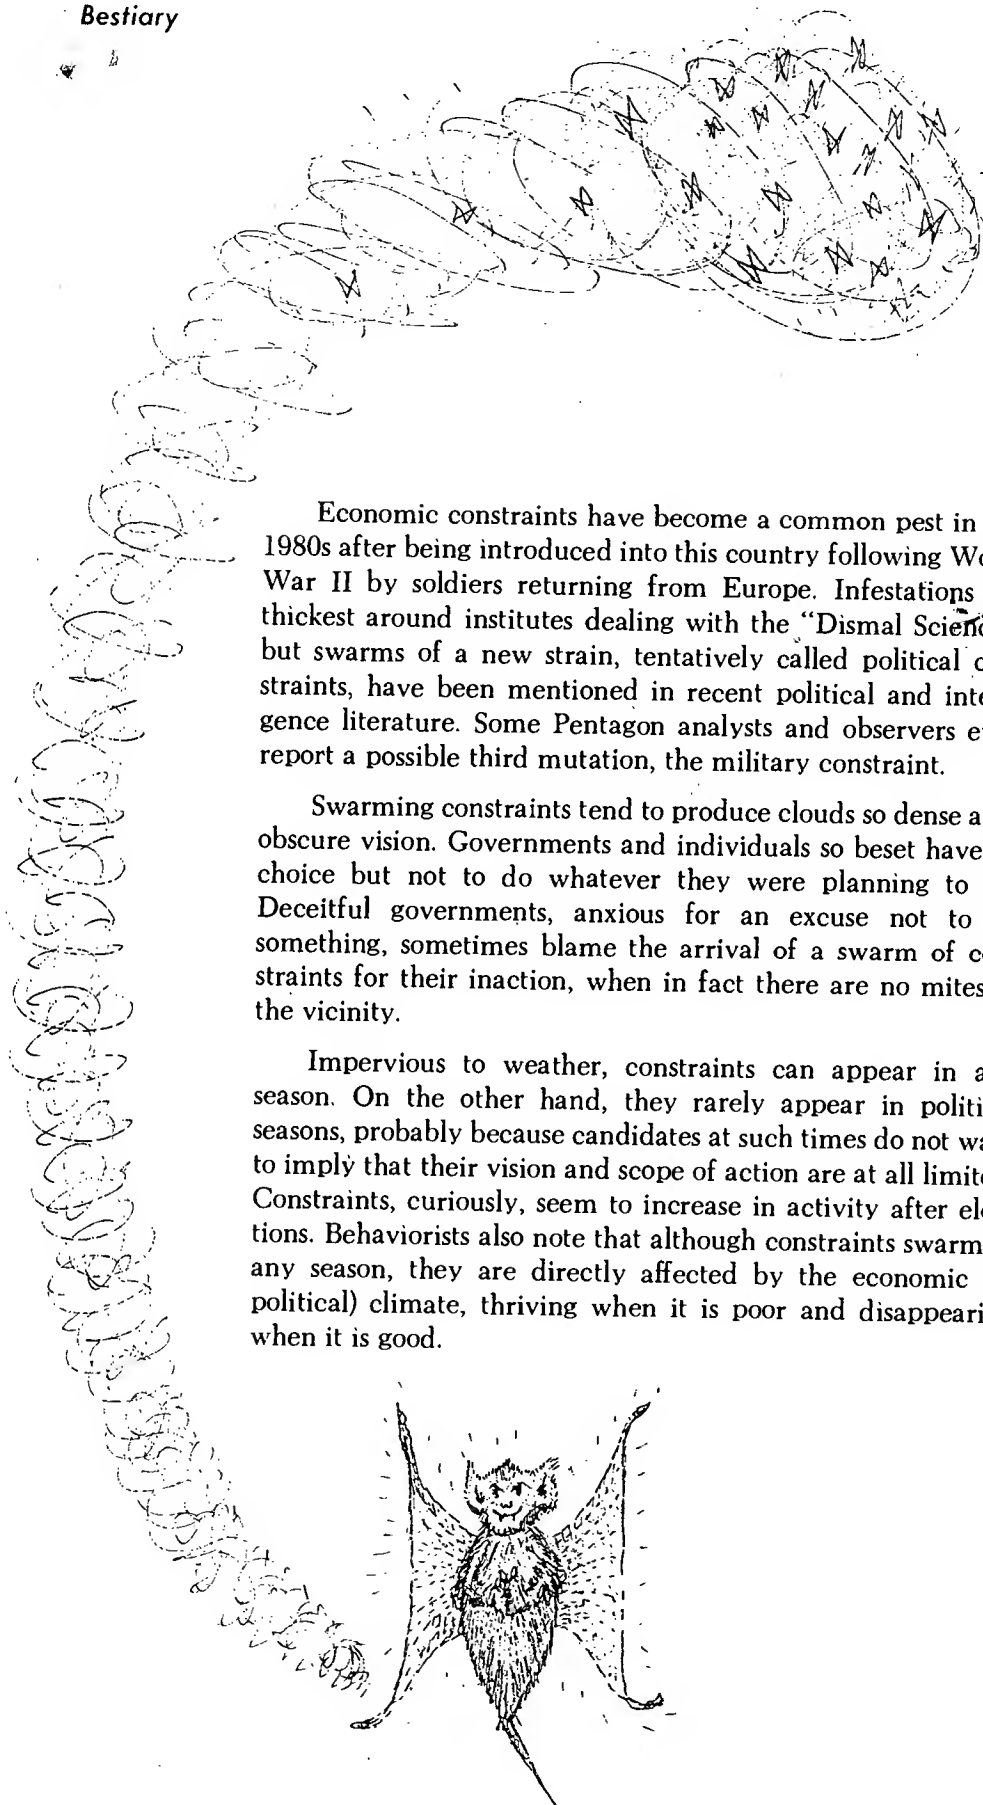 Bestiary
Economic constraints have become a common pest in
1980s after being introduced into this country following Wo
War II by soldiers returning from Europe. Infestations
thickest around institutes dealing with the "Dismal Scienc
but swarms of a new strain, tentatively called political c
straints, have been mentioned in recent political and inte
gence literature. Some Pentagon analysts and observers e
report a possible third mutation, the military constraint.
Swarming constraints tend to produce clouds so dense a
obscure vision. Governments and individuals so beset have
choice but not to do whatever they were planning to
Deceitful governments, anxious for an excuse not to
something, sometimes blame the arrival of a swarm of c
straints for their inaction, when in fact there are no mites
the vicinity.
Impervious to weather, constraints can appear in a
season. On the other hand, they rarely appear in politi
seasons, probably because candidates at such times do not wa
to imply that their vision and scope of action are at all limite
Constraints, curiously, seem to increase in activity after ele
tions. Behaviorists also note that although constraints swarm
any season, they are directly affected by the economic
political) climate, thriving when it is poor and disappeari
when it is good.